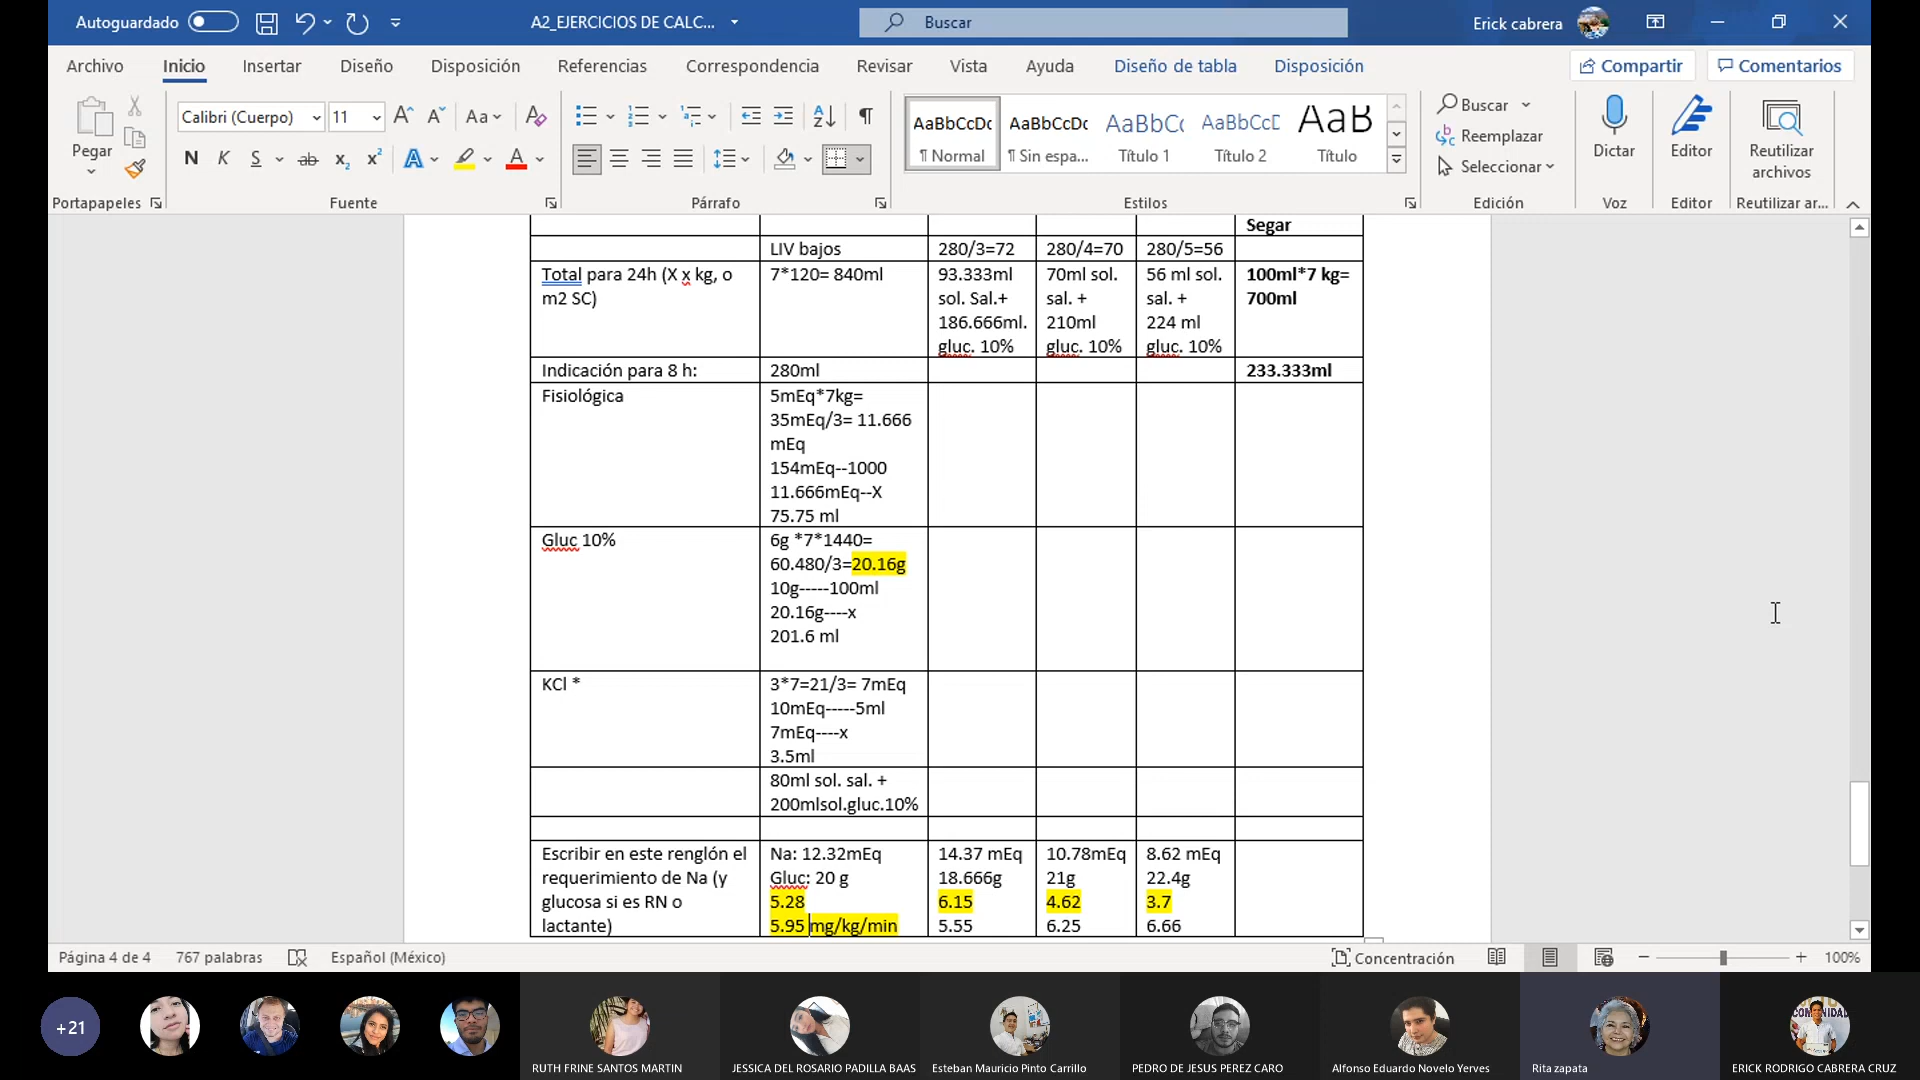 Autoguardado
A2_EJERCICIOS DE CALC...
Buscar
Erick cabrera
Archivo Inicio Insertar Diseño Disposición Referencias Correspondencia Revisar Vista Ayuda Diseño de tabla Disposición
Compartir
Comentarios
Pegar
Portapapeles
Calibri (Cuerpo) 11
N K S ab x₂ x²
Fuente
Párrafo
AaBbCcDc
¶ Normal
AaBbCcDc
¶ Sin espa...
AaBbC
Título 1
AaBbCcD
Título 2
AaB
Título
Estilos
Buscar
Reemplazar
Seleccionar
Edición
Dictar
Voz
Editor
Editor
Reutilizar
archivos
Reutilizar ar...
Segar
LIV bajos
280/3=72
280/4=70
280/5=56
Total para 24h (X x kg, o
m2 SC)
7*120= 840ml
93.333ml
sol. Sal.+
186.666ml.
gluc. 10%
70ml sol.
sal. +
210ml
gluc. 10%
56 ml sol.
sal. +
224 ml
gluc. 10%
100ml*7 kg=
700ml
Indicación para 8 h:
280ml
233.333ml
Fisiológica
5mEq*7kg=
35mEq/3= 11.666
mEq
154mEq--1000
11.666mEq--X
75.75 ml
Gluc 10%
6g *7*1440=
60.480/3=20.16g
10g-----100ml
20.16g----x
201.6 ml
KCl *
3*7=21/3= 7mEq
10mEq-----5ml
7mEq----x
3.5ml
80ml sol. sal. +
200mlsol.gluc.10%
Escribir en este renglón el
requerimiento de Na (y
glucosa si es RN o
lactante)
Na: 12.32mEq
Gluc: 20 g
5.28
5.95 mg/kg/min
14.37 mEq
18.666g
6.15
5.55
10.78mEq
21g
4.62
6.25
8.62 mEq
22.4g
3.7
6.66
Página 4 de 4
767 palabras
Español (México)
Concentración
100%
+21
RUTH FRINE SANTOS MARTIN
JESSICA DEL ROSARIO PADILLA BAAS
Esteban Mauricio Pinto Carrillo
PEDRO DE JESUS PEREZ CARO
Alfonso Eduardo Novelo Yerves
Rita zapata
ERICK RODRIGO CABRERA CRUZ